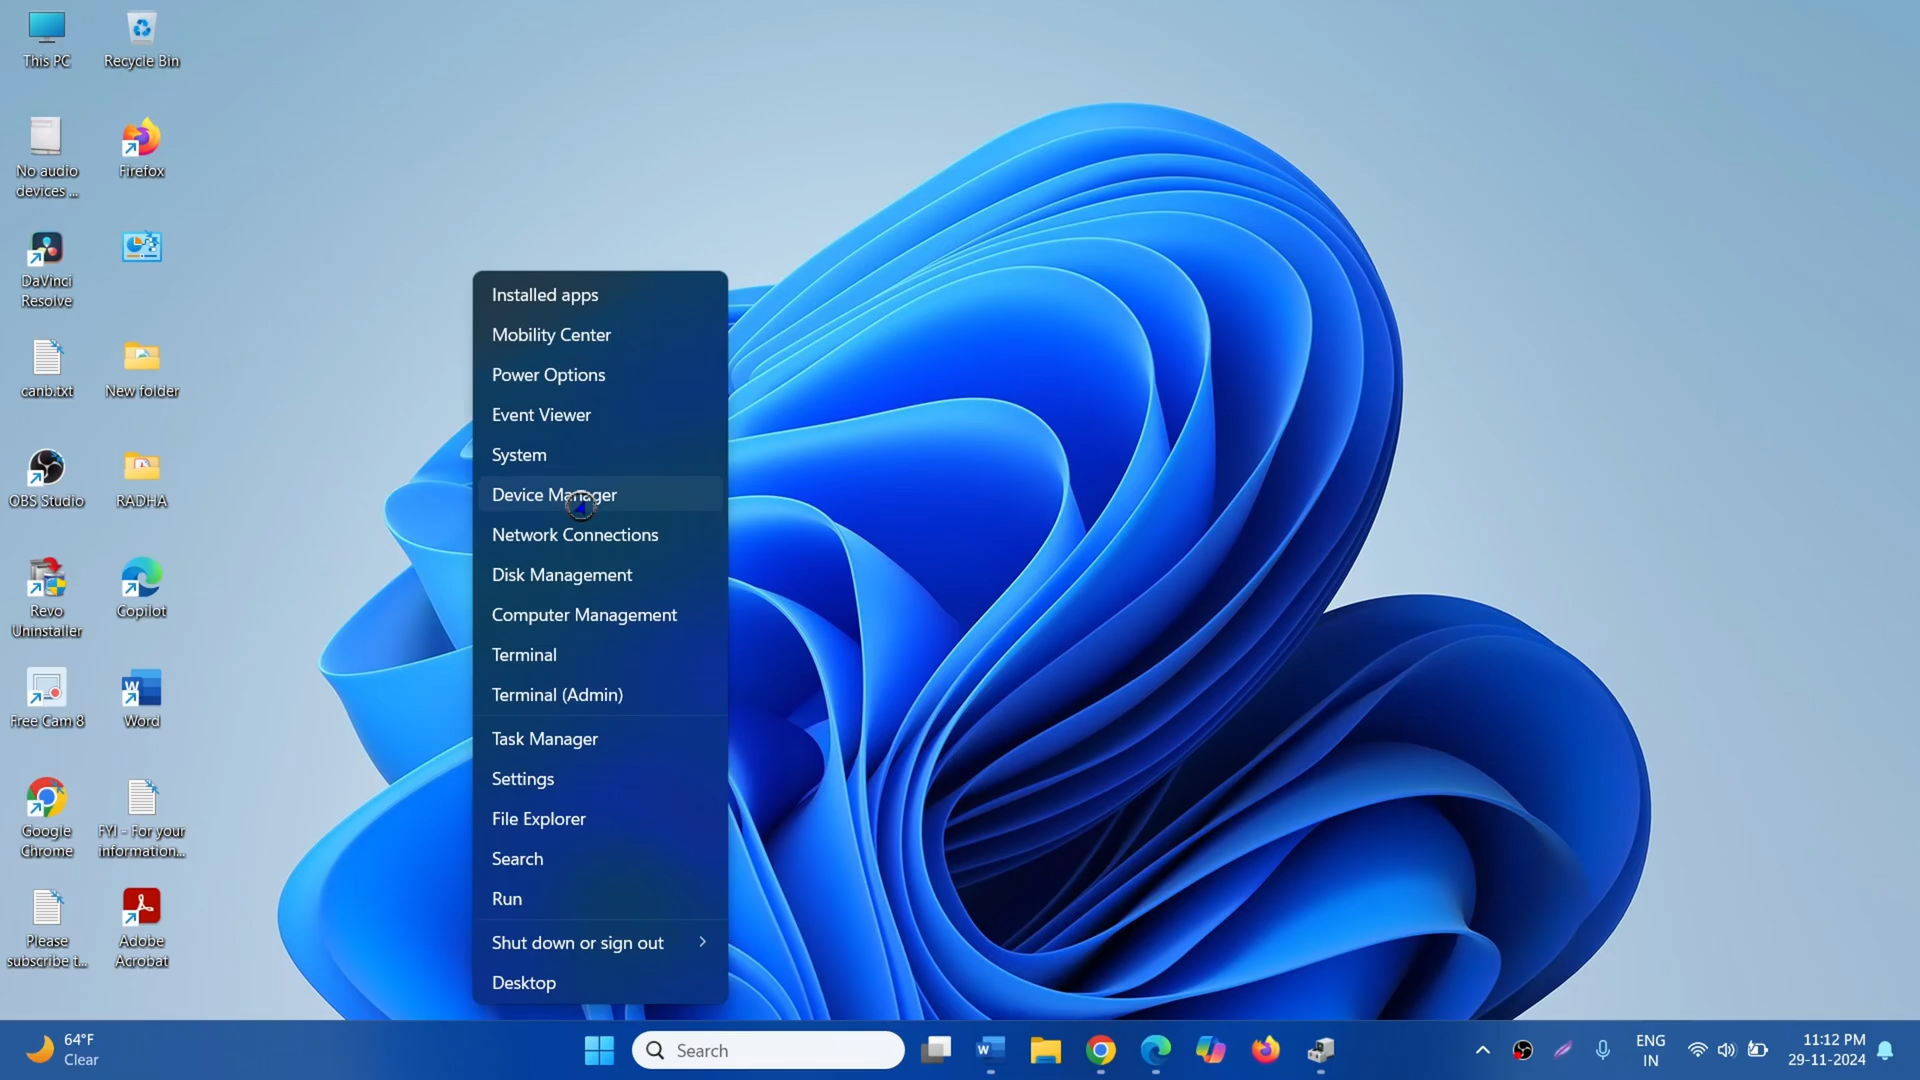 This PC
Recycle Bin
No audio
devices ...
Firefox
DaVinci
Resolve
canb.txt
New folder
OBS Studio
RADHA
Revo
Uninstaller
Copilot
Free Cam 8
Word
Google
Chrome
FYI - For your
information...
Please
subscribe t...
Adobe
Acrobat
Installed apps
Mobility Center
Power Options
Event Viewer
System
Device Manager
Network Connections
Disk Management
Computer Management
Terminal
Terminal (Admin)
Task Manager
Settings
File Explorer
Search
Run
Shut down or sign out
Desktop
64°F
Clear
Search
ENG
IN
11:12 PM
29-11-2024